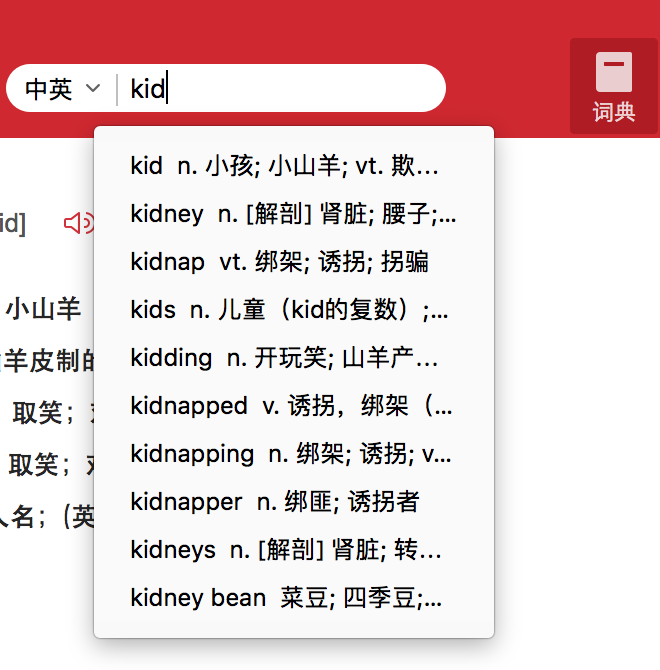 中英 kid
词典
kid n. 小孩; 小山羊; vt. 欺…
id]
kidney n. [解剖] 肾脏; 腰子;...
kidnap vt. 绑架; 诱拐; 拐骗
小山羊
kids n. 儿童（kid的复数）;...
羊皮制的
kidding n. 开玩笑; 山羊产…
取笑；
kidnapped v. 诱拐，绑架（...
取笑；
kidnapping n. 绑架; 诱拐; v...
人名；(英
kidnapper n. 绑匪; 诱拐者
kidneys n. [解剖] 肾脏; 转…
kidney bean 菜豆; 四季豆;...